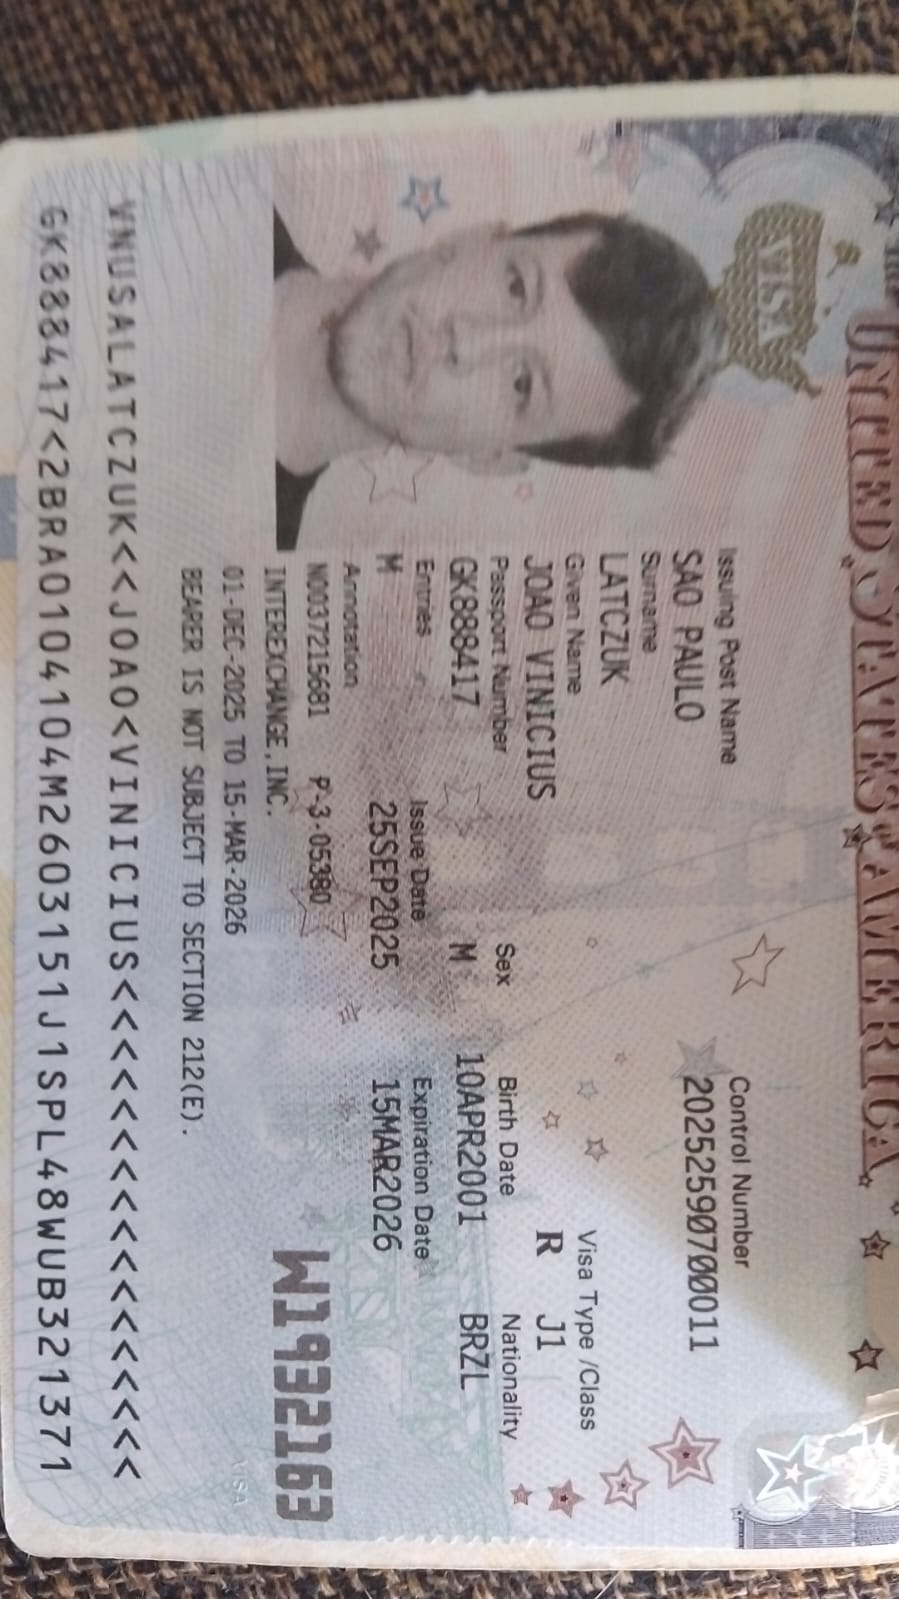 UNITED STATES OF AMERICA
VISA
Issuing Post Name
SAO PAULO
Control Number
20252590700011
Surname
LATCZUK
Given Name
JOAO VINICIUS
Visa Type /Class
R J1
Passport Number
GK888417
Sex
M
Birth Date
10APR2001
Nationality
BRZL
Entries
M
Issue Date
25SEP2025
Expiration Date
15MAR2026
Annotation
N0037215681 P-3-05380
INTEREXCHANGE,INC.
01-DEC-2025 TO 15-MAR-2026
BEARER IS NOT SUBJECT TO SECTION 212(E).
W1932163
VISA
VNUSALATCZUK<<JOAO<VINICIUS<<<<<<<<<<<<<<<<<
GK888417<2BRA0104104M2603151J1SPL48WUB321371